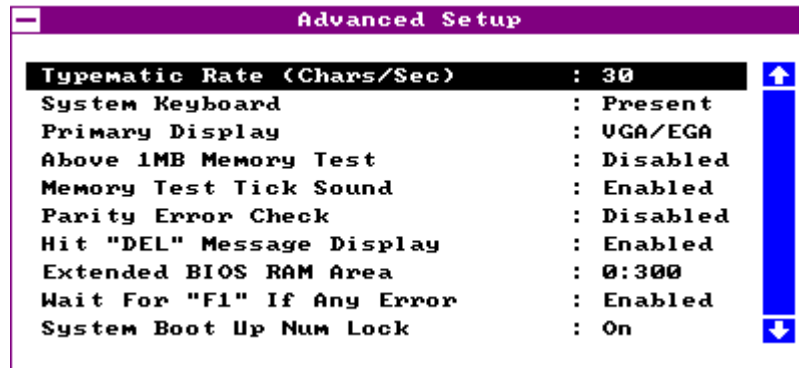 Advanced Setup
Typematic Rate (Chars/Sec) : 30
System Keyboard : Present
Primary Display : VGA/EGA
Above 1MB Memory Test : Disabled
Memory Test Tick Sound : Enabled
Parity Error Check : Disabled
Hit "DEL" Message Display : Enabled
Extended BIOS RAM Area : 0:300
Wait For "F1" If Any Error : Enabled
System Boot Up Num Lock : On